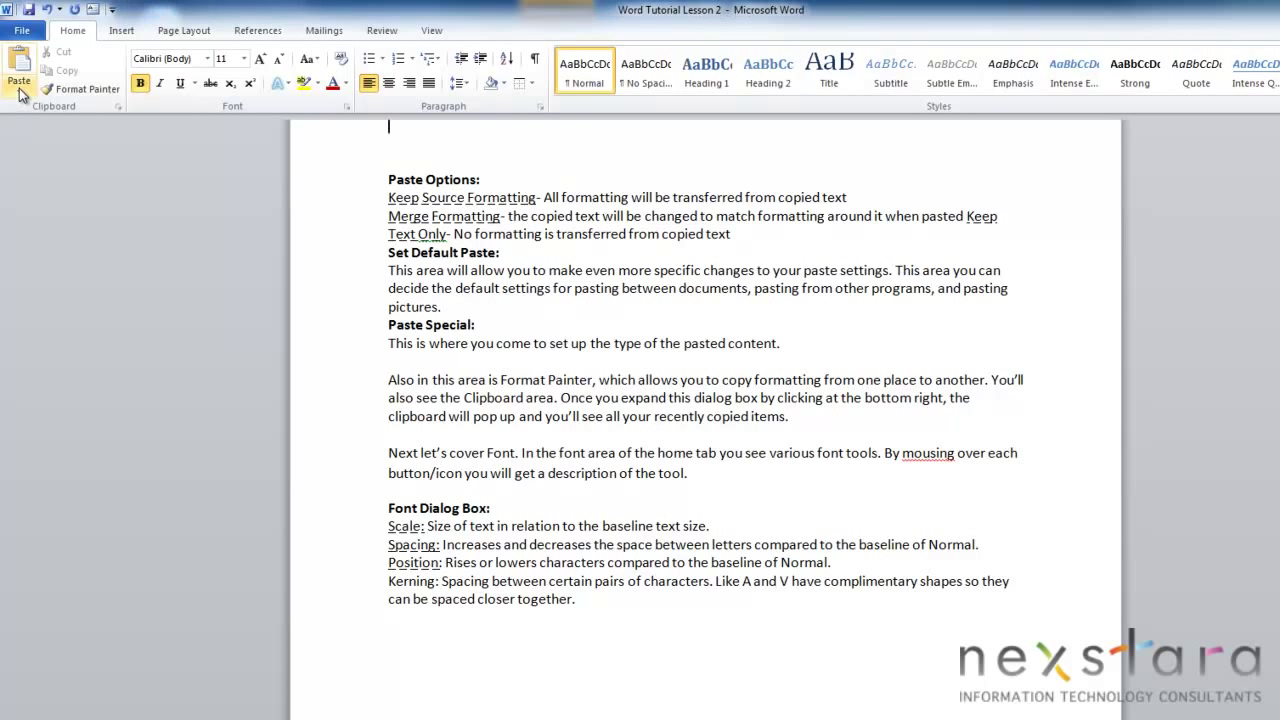 Word Tutorial Lesson 2 - Microsoft Word
File Home Insert Page Layout References Mailings Review View
Cut
Copy
Paste
Format Painter
Clipboard
Calibri (Body) 11
B I U abc x₂ x²
Aa
A
Font
Paragraph
AaBbCcDc AaBbCcDc AaBbC( AaBbCc AaB AaBbCc. AaBbCcDc AaBbCcDc AaBbCcDc AaBbCcDc AaBbCcDc AaBbCcDc
¶ Normal ¶ No Spaci... Heading 1 Heading 2 Title Subtitle Subtle Em... Emphasis Intense E... Strong Quote Intense Q...
Styles
Paste Options:
Keep Source Formatting- All formatting will be transferred from copied text
Merge Formatting- the copied text will be changed to match formatting around it when pasted Keep
Text Only- No formatting is transferred from copied text
Set Default Paste:
This area will allow you to make even more specific changes to your paste settings. This area you can
decide the default settings for pasting between documents, pasting from other programs, and pasting
pictures.
Paste Special:
This is where you come to set up the type of the pasted content.
Also in this area is Format Painter, which allows you to copy formatting from one place to another. You’ll
also see the Clipboard area. Once you expand this dialog box by clicking at the bottom right, the
clipboard will pop up and you’ll see all your recently copied items.
Next let’s cover Font. In the font area of the home tab you see various font tools. By mousing over each
button/icon you will get a description of the tool.
Font Dialog Box:
Scale: Size of text in relation to the baseline text size.
Spacing: Increases and decreases the space between letters compared to the baseline of Normal.
Position: Rises or lowers characters compared to the baseline of Normal.
Kerning: Spacing between certain pairs of characters. Like A and V have complimentary shapes so they
can be spaced closer together.
nexstara
INFORMATION TECHNOLOGY CONSULTANTS